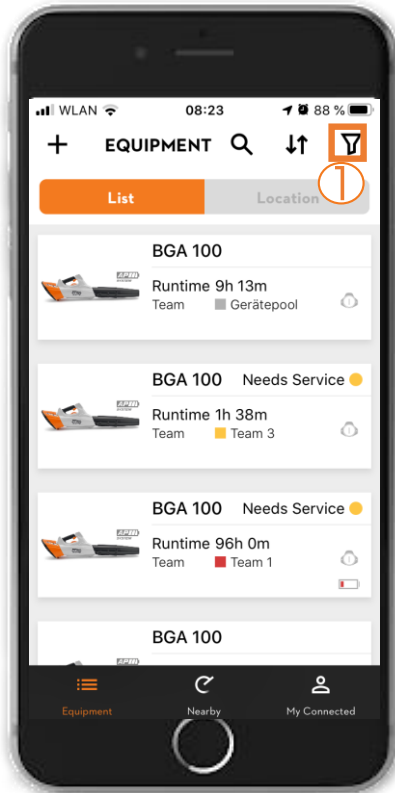 WLAN 08:23 88 %
+ EQUIPMENT
1
List Location
BGA 100
Runtime 9h 13m
Team Gerätepool
BGA 100 Needs Service
Runtime 1h 38m
Team Team 3
BGA 100 Needs Service
Runtime 96h 0m
Team Team 1
BGA 100
Equipment Nearby My Connected